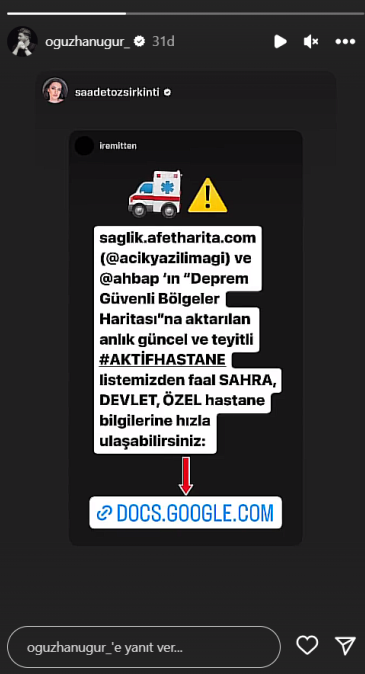 oguzhanugur_ 31d
saadetozsirkinti
iremitten
saglik.afetharita.com
(@acikyazilimagi) ve
@ahbap ‘ın “Deprem
Güvenli Bölgeler
Haritası”na aktarılan
anlık güncel ve teyitli
#AKTİFHASTANE
listemizden faal SAHRA,
DEVLET, ÖZEL hastane
bilgilerine hızla
ulaşabilirsiniz:
DOCS.GOOGLE.COM
oguzhanugur_'e yanıt ver...